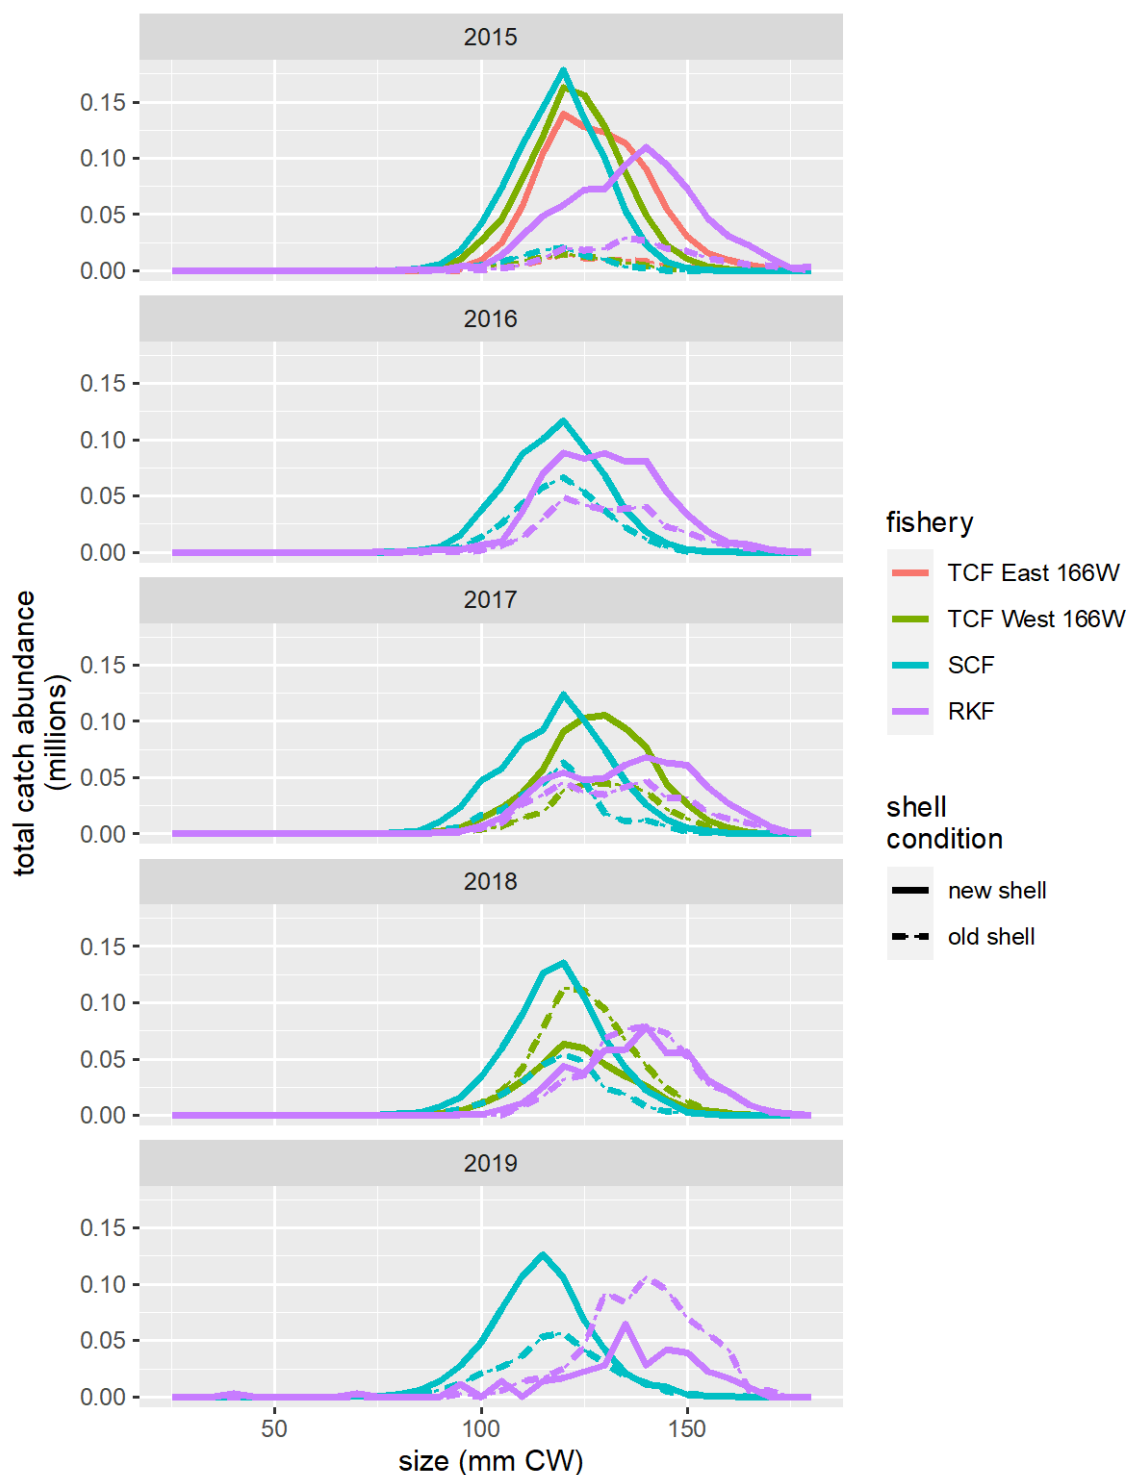 2015
0.15
0.10
0.05
0.00
2016
0.15
0.10
0.05
0.00
2017
0.15
0.10
0.05
0.00
2018
0.15
0.10
0.05
0.00
2019
0.15
0.10
0.05
0.00
50 100 150
size (mm CW)
total catch abundance
(millions)
fishery
TCF East 166W
TCF West 166W
SCF
RKF
shell
condition
new shell
old shell